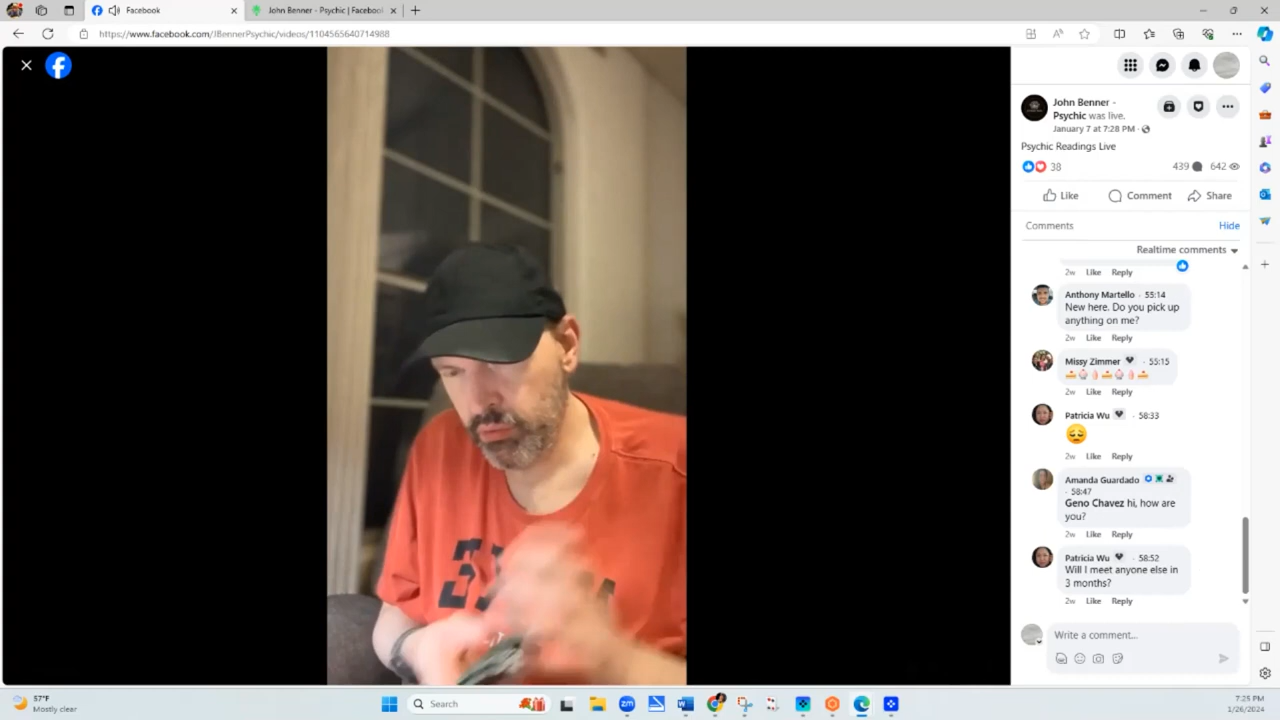 Facebook
John Benner - Psychic | Facebook
https://www.facebook.com/JBennerPsychic/videos/1104565640714988
John Benner -
Psychic was live.
January 7 at 7:28 PM ·
Psychic Readings Live
38
439
642
Like
Comment
Share
Comments
Hide
Realtime comments
2w Like Reply
Anthony Martello · 55:14
New here. Do you pick up
anything on me?
2w Like Reply
Missy Zimmer · 55:15
2w Like Reply
Patricia Wu · 58:33
2w Like Reply
Amanda Guardado
· 58:47
Geno Chavez hi, how are
you?
2w Like Reply
Patricia Wu · 58:52
Will I meet anyone else in
3 months?
2w Like Reply
Write a comment...
57°F
Mostly clear
Search
7:25 PM
1/26/2024